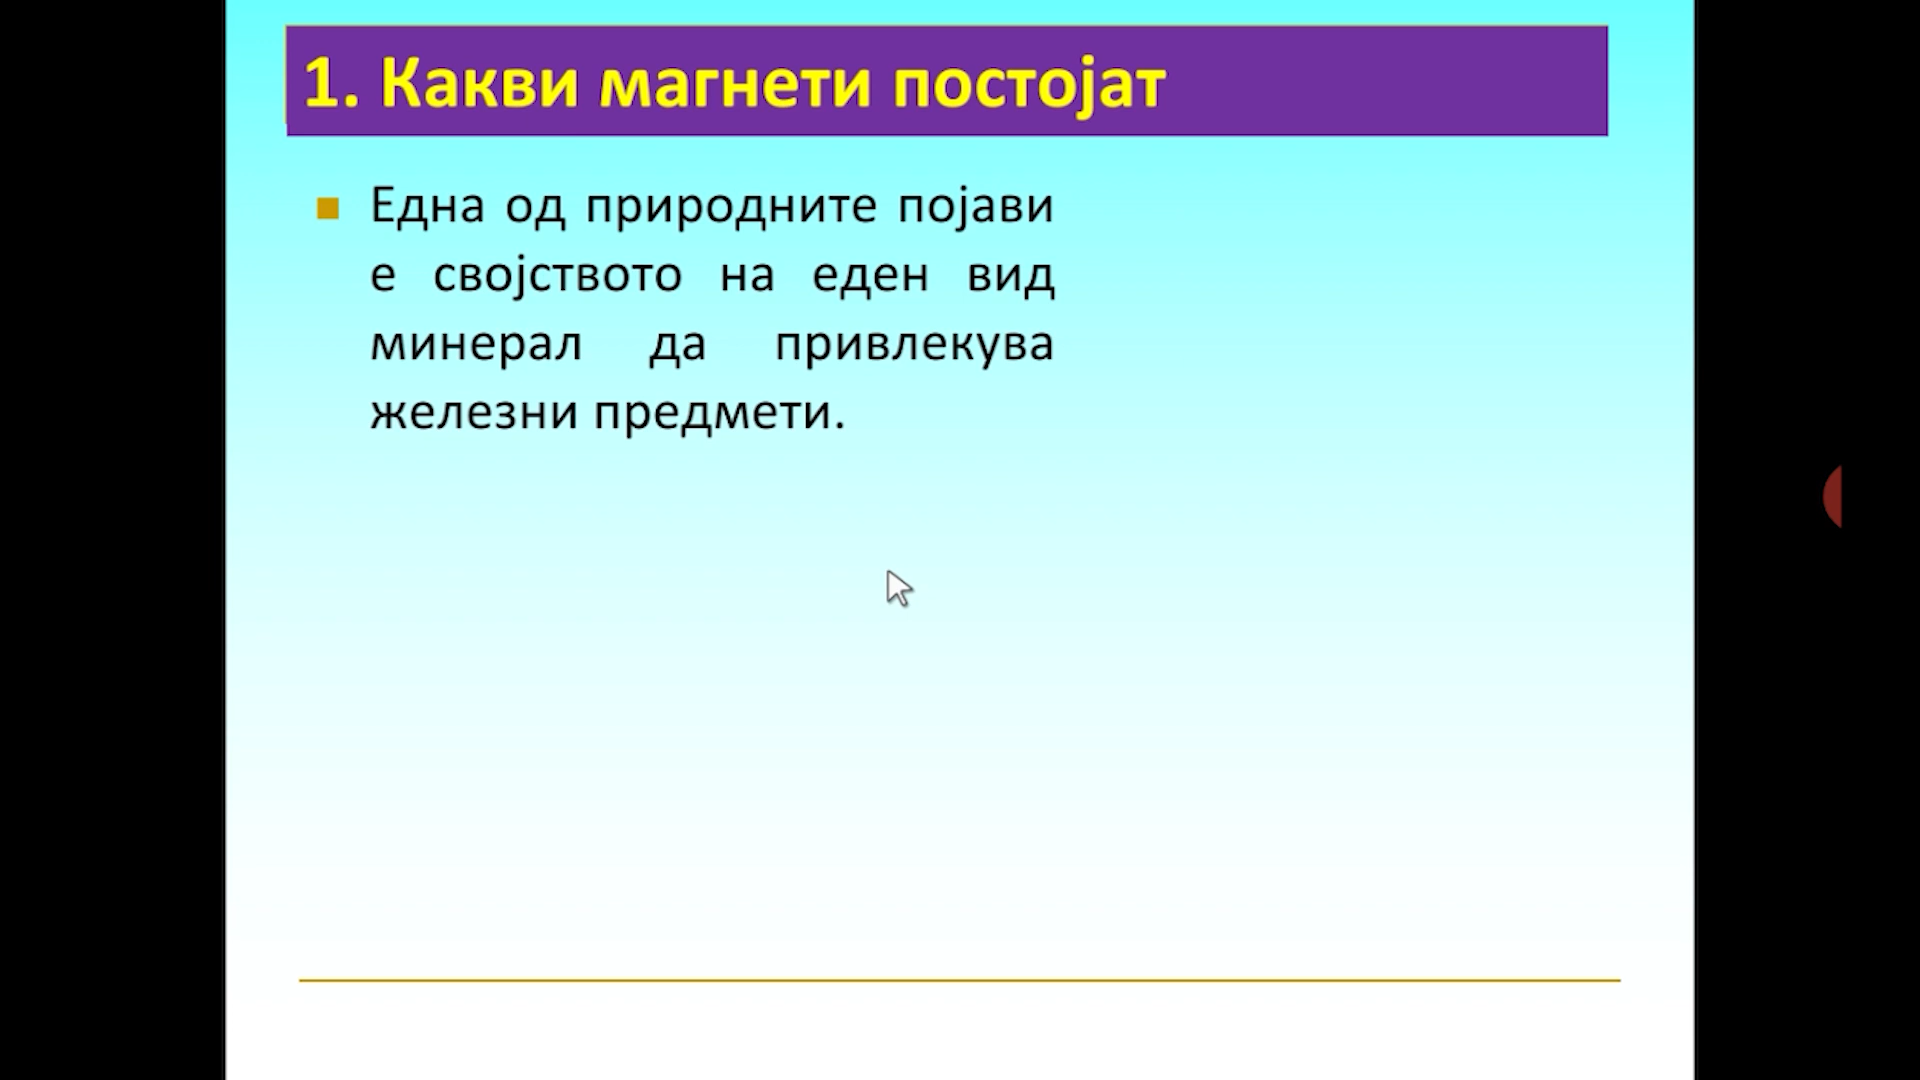 1. Какви магнети постојат
Една од природните појави
е својството на еден вид
минерал да привлекува
железни предмети.